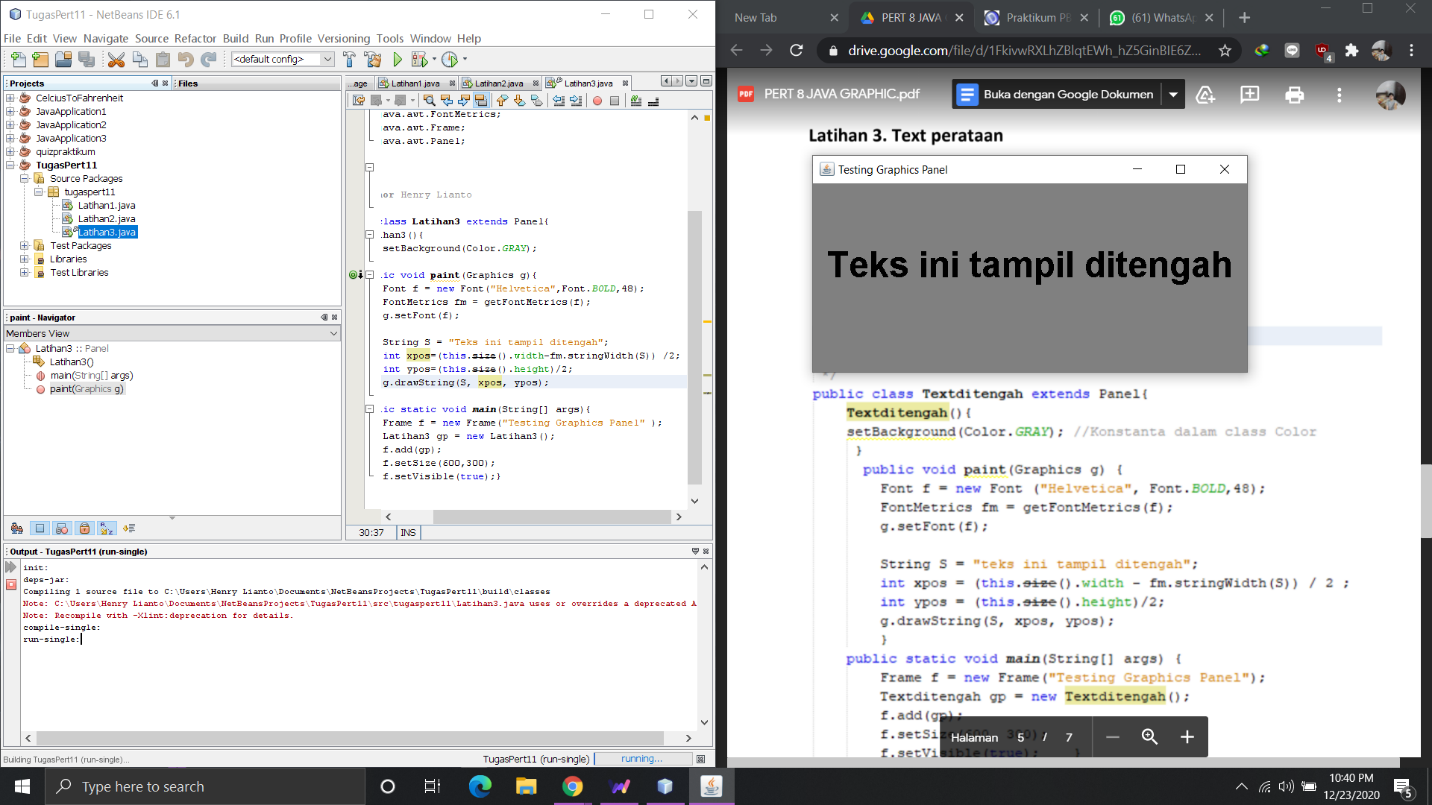 TugasPert11 - NetBeans IDE 6.1
File Edit View Navigate Source Refactor Build Run Profile Versioning Tools Window Help
<default config>
Projects
Files
CelciusToFahrenheit
JavaApplication1
JavaApplication2
JavaApplication3
quizpraktikum
TugasPert11
Source Packages
tugaspert11
Latihan1.java
Latihan2.java
Latihan3.java
Test Packages
Libraries
Test Libraries
paint - Navigator
Members View
Latihan3 :: Panel
Latihan3()
main(String[] args)
paint(Graphics g)
...age
Latihan1.java
Latihan2.java
Latihan3.java
ava.awt.FontMetrics;
ava.awt.Frame;
ava.awt.Panel;
or Henry Lianto
lass Latihan3 extends Panel{
han3(){
setBackground(Color.GRAY);
ic void paint(Graphics g){
Font f = new Font("Helvetica",Font.BOLD,48);
FontMetrics fm = getFontMetrics(f);
g.setFont(f);
String S = "Teks ini tampil ditengah";
int xpos=(this.size().width-fm.stringWidth(S)) /2;
int ypos=(this.size().height)/2;
g.drawString(S, xpos, ypos);
ic static void main(String[] args){
Frame f = new Frame("Testing Graphics Panel" );
Latihan3 gp = new Latihan3();
f.add(gp);
f.setSize(600,300);
f.setVisible(true);}
30:37
INS
Output - TugasPert11 (run-single)
init:
deps-jar:
Compiling 1 source file to C:\Users\Henry Lianto\Documents\NetBeansProjects\TugasPert11\build\classes
Note: C:\Users\Henry Lianto\Documents\NetBeansProjects\TugasPert11\src\tugaspert11\Latihan3.java uses or overrides a deprecated A
Note: Recompile with -Xlint:deprecation for details.
compile-single:
run-single:
Building TugasPert11 (run-single)...
TugasPert11 (run-single)
running...
New Tab
PERT 8 JAVA
Praktikum PB
(61) WhatsA
drive.google.com/file/d/1FkivwRXLhZBlqtEWh_hZ5GinBlE6Z...
4
PDF
PERT 8 JAVA GRAPHIC.pdf
Buka dengan Google Dokumen
Latihan 3. Text perataan
Testing Graphics Panel
Teks ini tampil ditengah
*/
public class Textditengah extends Panel{
Textditengah(){
setBackground(Color.GRAY); //Konstanta dalam class Color
}
public void paint(Graphics g) {
Font f = new Font ("Helvetica", Font.BOLD,48);
FontMetrics fm = getFontMetrics(f);
g.setFont(f);
String S = "teks ini tampil ditengah";
int xpos = (this.size().width - fm.stringWidth(S)) / 2 ;
int ypos = (this.size().height)/2;
g.drawString(S, xpos, ypos);
}
public static void main(String[] args) {
Frame f = new Frame("Testing Graphics Panel");
Textditengah gp = new Textditengah();
f.add(gp);
f.setSize(600, 300);
f.setVisible(true); }
Halaman 5 / 7
Type here to search
10:40 PM
12/23/2020
5